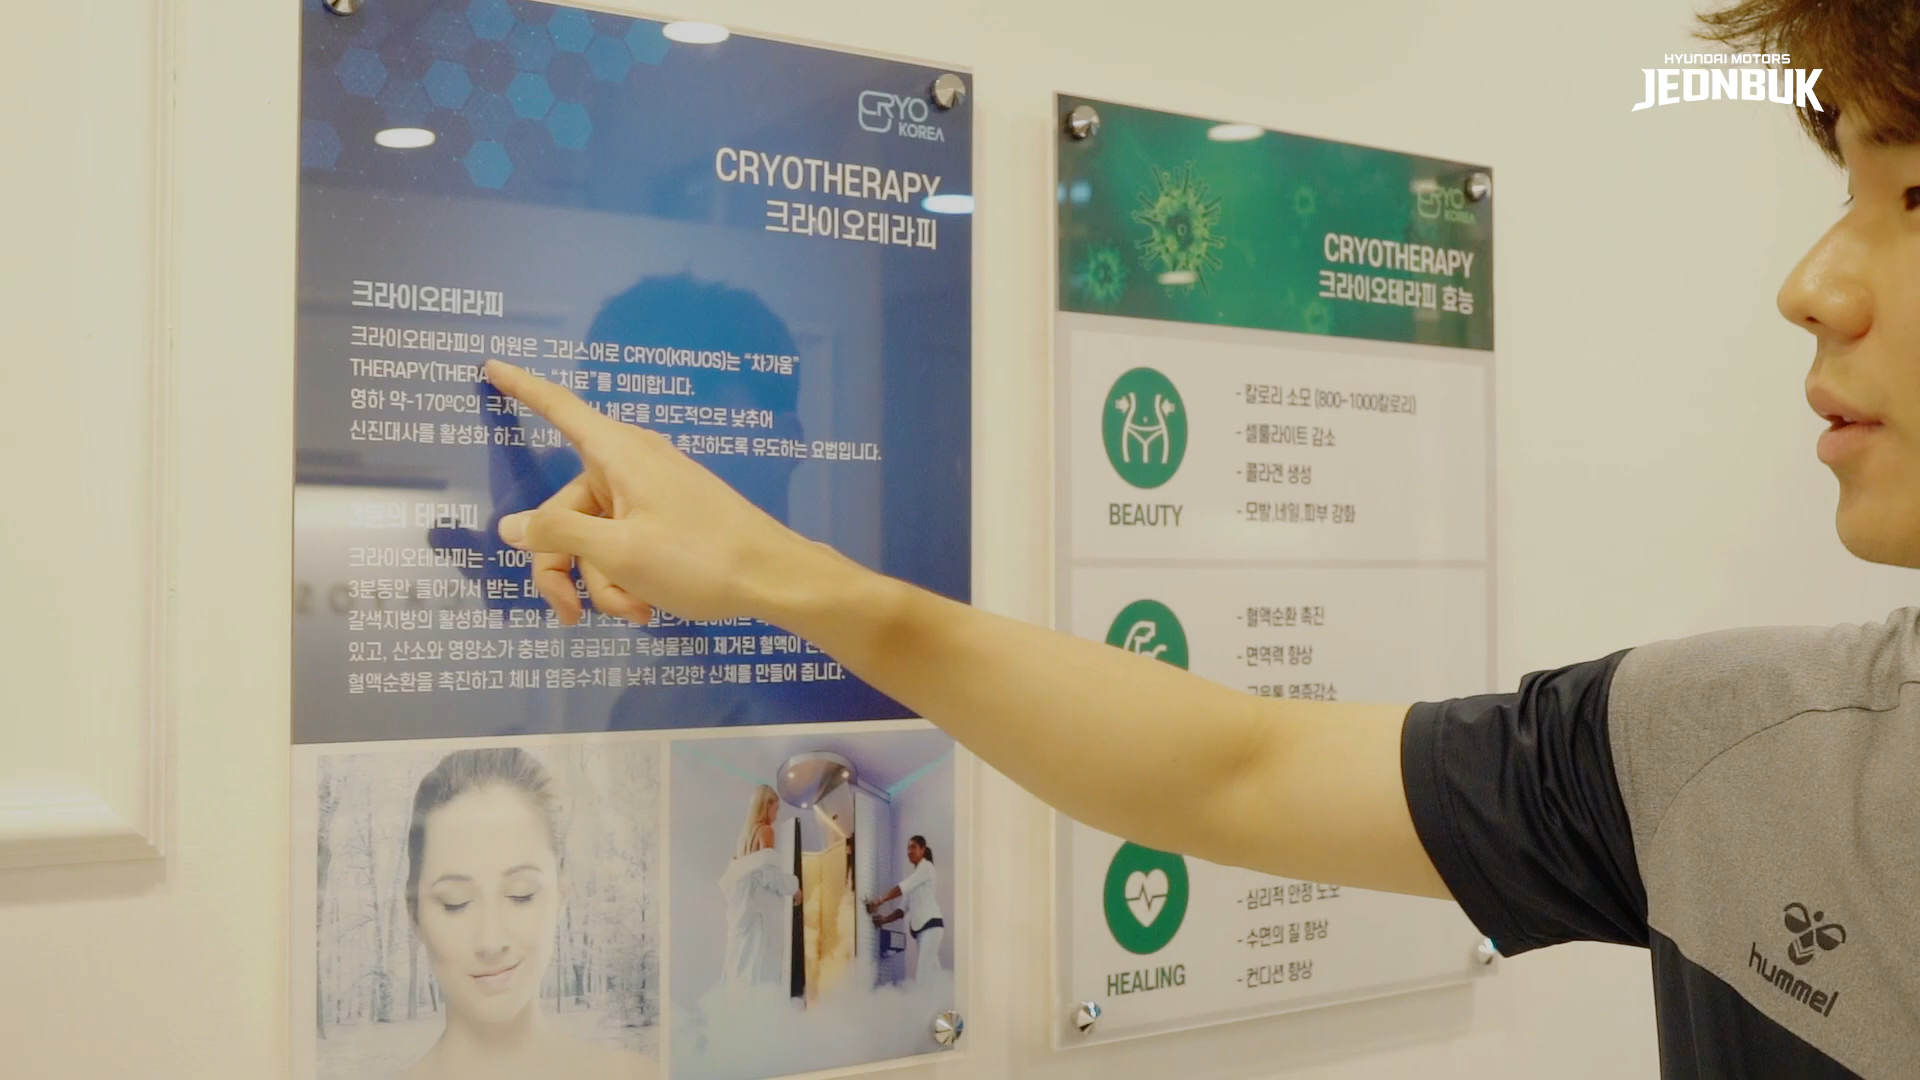 HYUNDAI MOTORS
JEONBUK
CRYO
KOREA
CRYOTHERAPY
크라이오테라피
크라이오테라피
크라이오테라피의 어원은 그리스어로 CRYO(KRUOS)는 “차가움”
THERAPY(THERA )는 “치료”를 의미합니다.
영하 약-170ºC의 체온을 의도적으로 낮추어
신진대사를 활성화 하고 신체 촉진하도록 유도하는 요법입니다.
3분의 테라피
크라이오테라피는 -100º
3분동안 들어가서 받는
갈색지방의 활성화를 도와
있고, 산소와 영양소가 충분히 공급되고 독성물질이 제거된 혈액이
혈액순환을 촉진하고 체내 염증수치를 낮춰 건강한 신체를 만들어 줍니다.
CRYO
KOREA
CRYOTHERAPY
크라이오테라피 효능
BEAUTY
- 칼로리 소모 (800-1000칼로리)
- 셀룰라이트 감소
- 콜라겐 생성
- 모발,네일,피부 강화
- 혈액순환 촉진
- 면역력 향상
염증감소
HEALING
- 심리적 안정 도모
- 수면의 질 향상
- 컨디션 향상
hummel